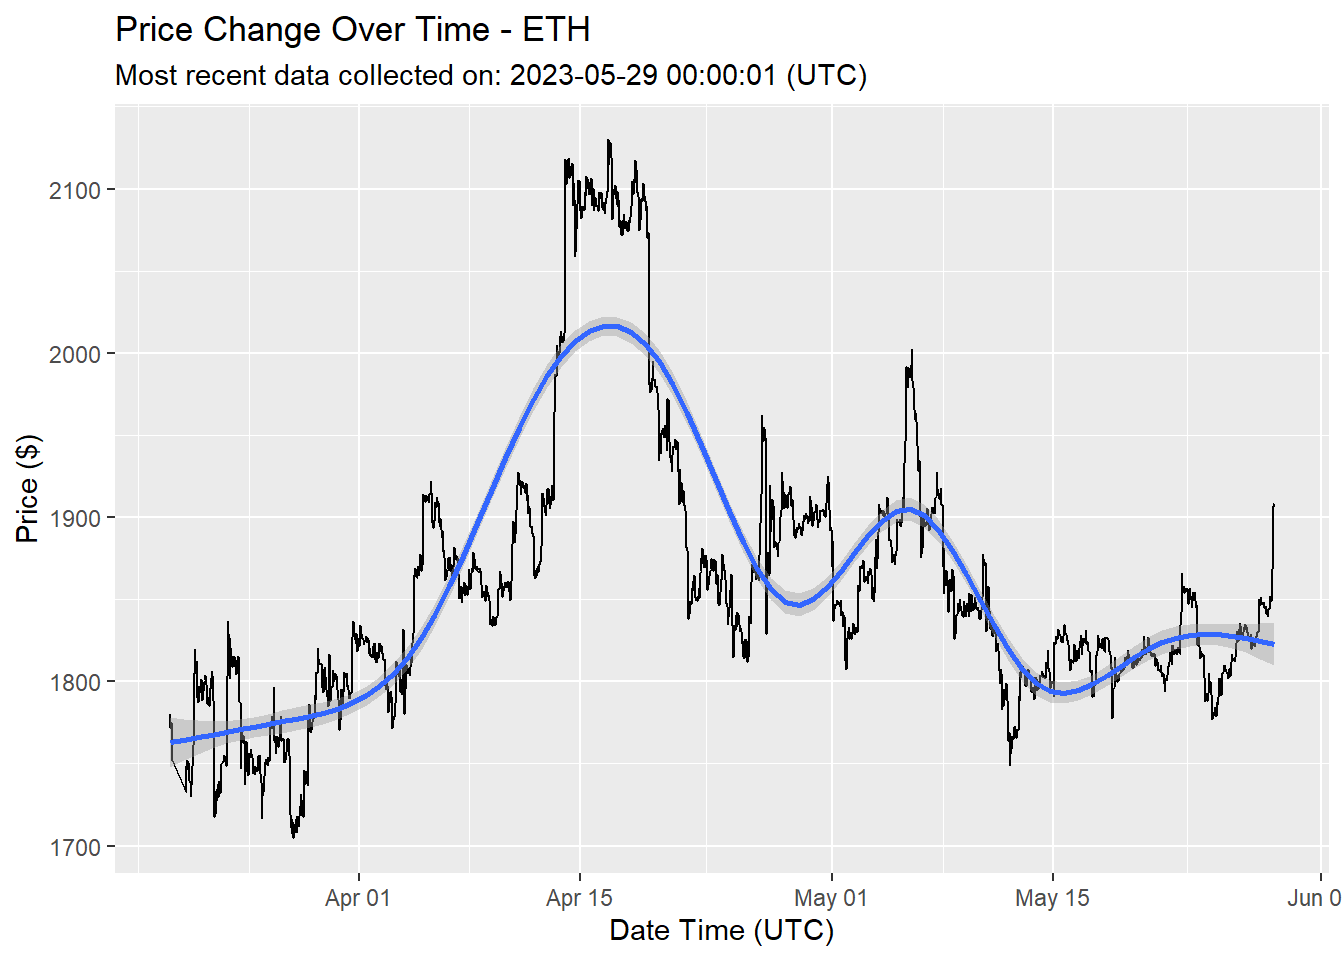 Price Change Over Time - ETH
Most recent data collected on: 2023-05-29 00:00:01 (UTC)
2100
2000
1900
1800
1700
Price ($)
Apr 01
Apr 15
May 01
May 15
Jun 0
Date Time (UTC)